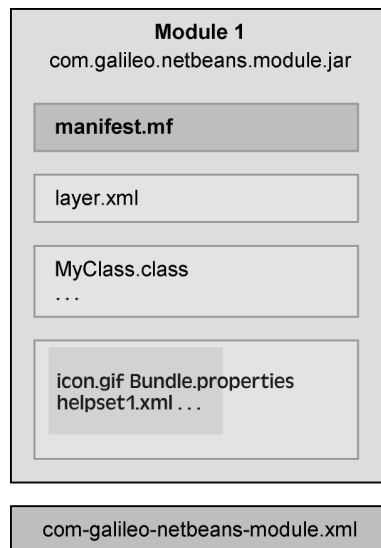 Module 1
com.galileo.netbeans.module.jar
manifest.mf
layer.xml
MyClass.class
...
icon.gif Bundle.properties
helpset1.xml ...
com-galileo-netbeans-module.xml